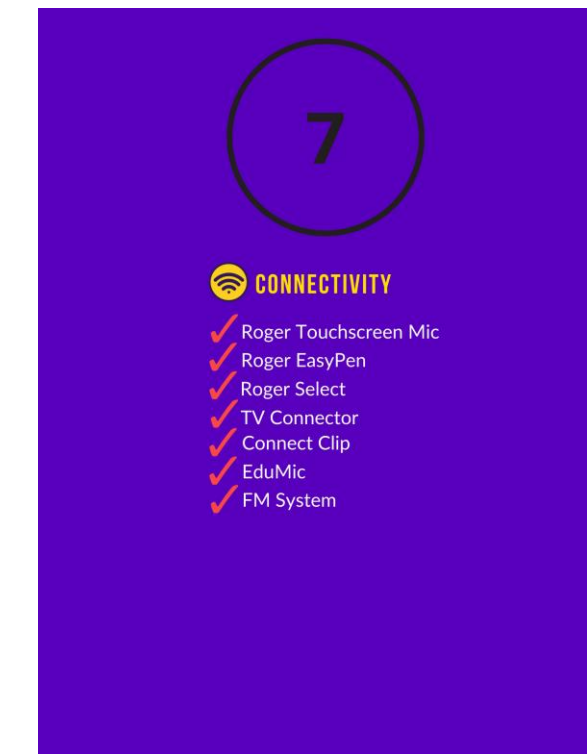 7
CONNECTIVITY
Roger Touchscreen Mic
Roger EasyPen
Roger Select
TV Connector
Connect Clip
EduMic
FM System